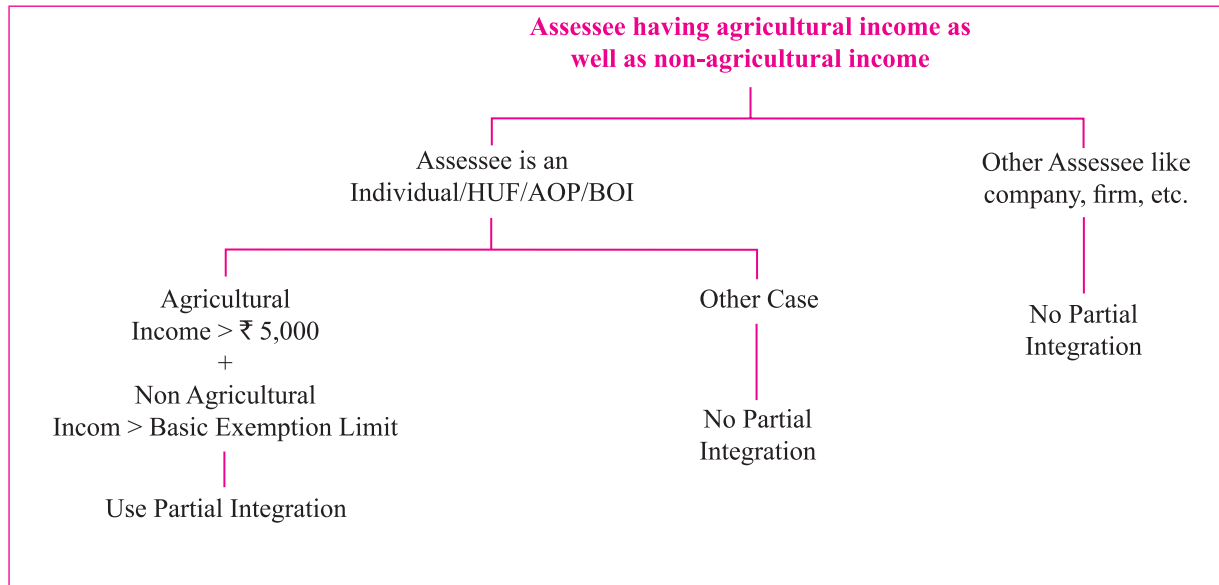 Assessee having agricultural income as
well as non-agricultural income
Assessee is an
Individual/HUF/AOP/BOI
Other Assessee like
company, firm, etc.
Agricultural
Income > ₹ 5,000
+
Non Agricultural
Incom > Basic Exemption Limit
Use Partial Integration
Other Case
No Partial
Integration
No Partial
Integration